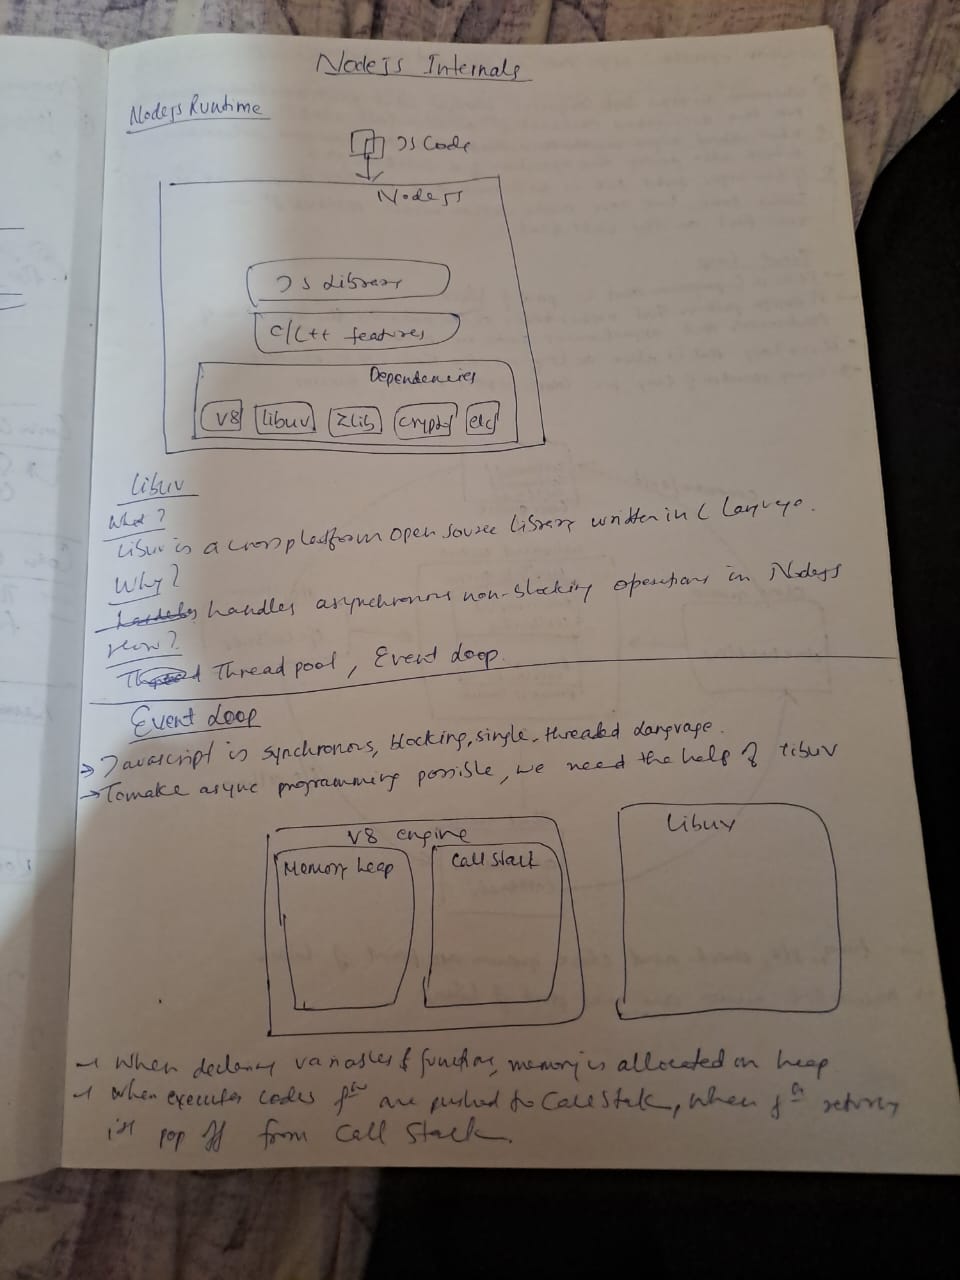 NodeJS Internals
Nodejs Runtime
JS Code
NodeJS
JS Library
C/C++ features
Dependencies
V8 libuv Zlib Crypto etc
libuv
What?
Libuv is a cross platform open source library written in C language.
Why?
handles asynchronous non-blocking operations in Nodejs
How?
Thread pool, Event loop.
Event loop
→ Javascript is synchronous, blocking, single-threaded language.
→ To make async programming possible, we need the help of libuv
V8 engine
Memory heap
Call Stack
Libuv
→ When declaring variables & functions, memory is allocated on heap
→ When executes codes fⁿ are pushed to Call Stack, when fⁿ returns
it pop off from Call Stack.